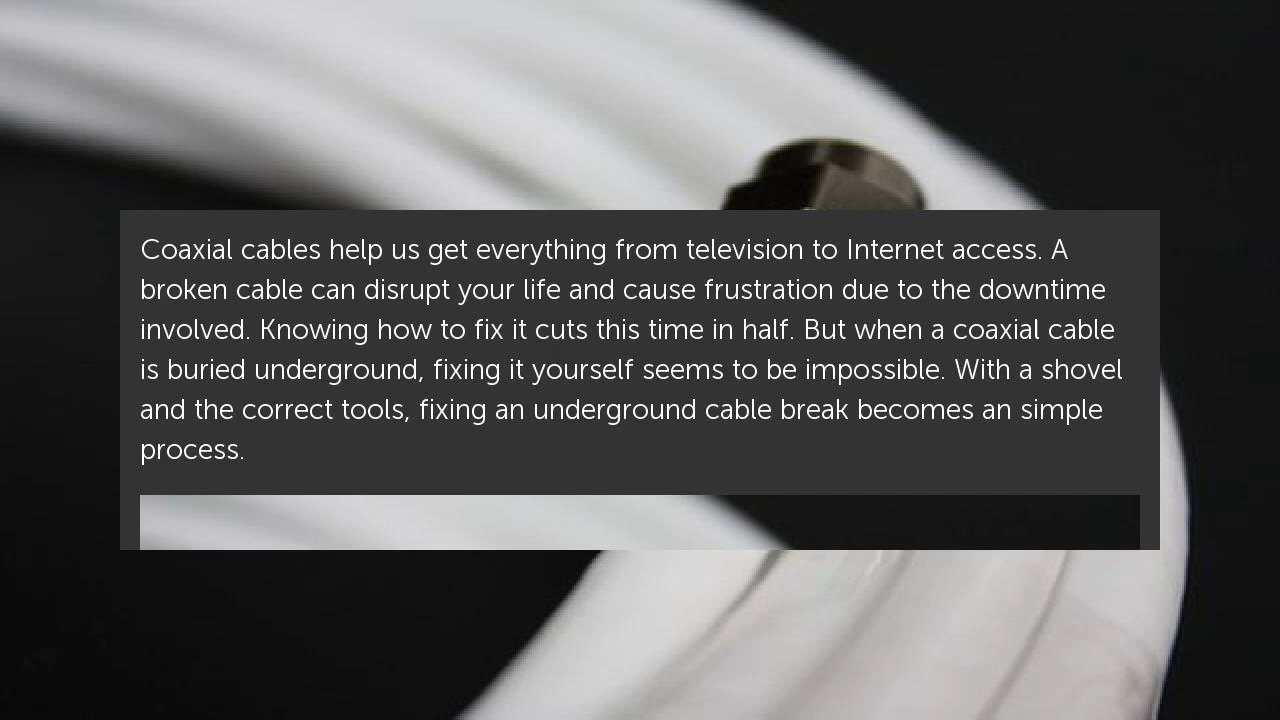 Coaxial cables help us get everything from television to Internet access. A
broken cable can disrupt your life and cause frustration due to the downtime
involved. Knowing how to fix it cuts this time in half. But when a coaxial cable
is buried underground, fixing it yourself seems to be impossible. With a shovel
and the correct tools, fixing an underground cable break becomes an simple
process.